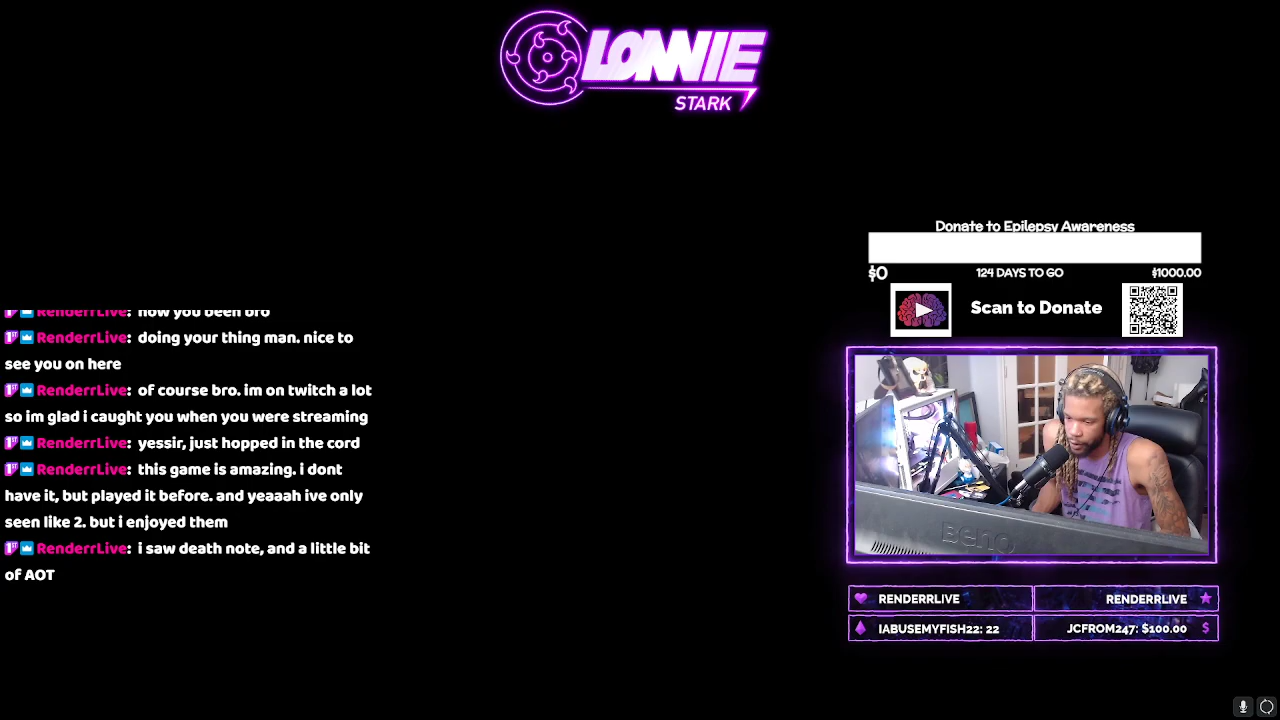 LONNIE
STARK
Donate to Epilepsy Awareness
$0 124 DAYS TO GO $1000.00
Scan to Donate
RenderrLive: how you been bro
RenderrLive: doing your thing man. nice to
see you on here
RenderrLive: of course bro. im on twitch a lot
so im glad i caught you when you were streaming
RenderrLive: yessir, just hopped in the cord
RenderrLive: this game is amazing. i dont
have it, but played it before. and yeaaah ive only
seen like 2. but i enjoyed them
RenderrLive: i saw death note, and a little bit
of AOT
BenQ
RENDERRLIVE RENDERRLIVE
IABUSEMYFISH22: 22 JCFROM247: $100.00 $